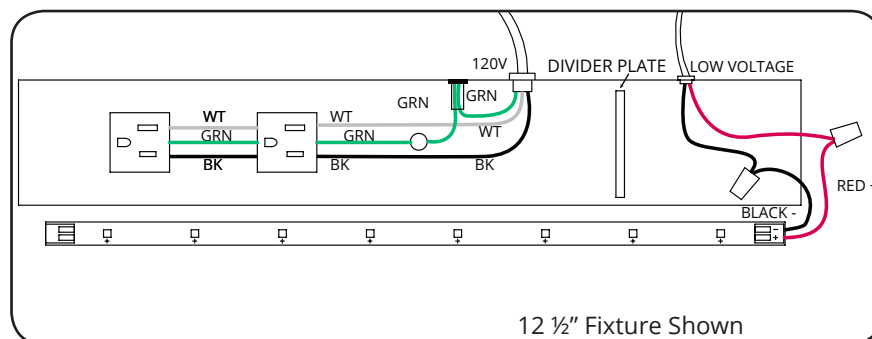 120V
DIVIDER PLATE
LOW VOLTAGE
GRN
GRN
WT
WT
WT
GRN
GRN
BK
BK
BK
RED +
BLACK -
- 
+
+ + + + + + + +
12 ½” Fixture Shown